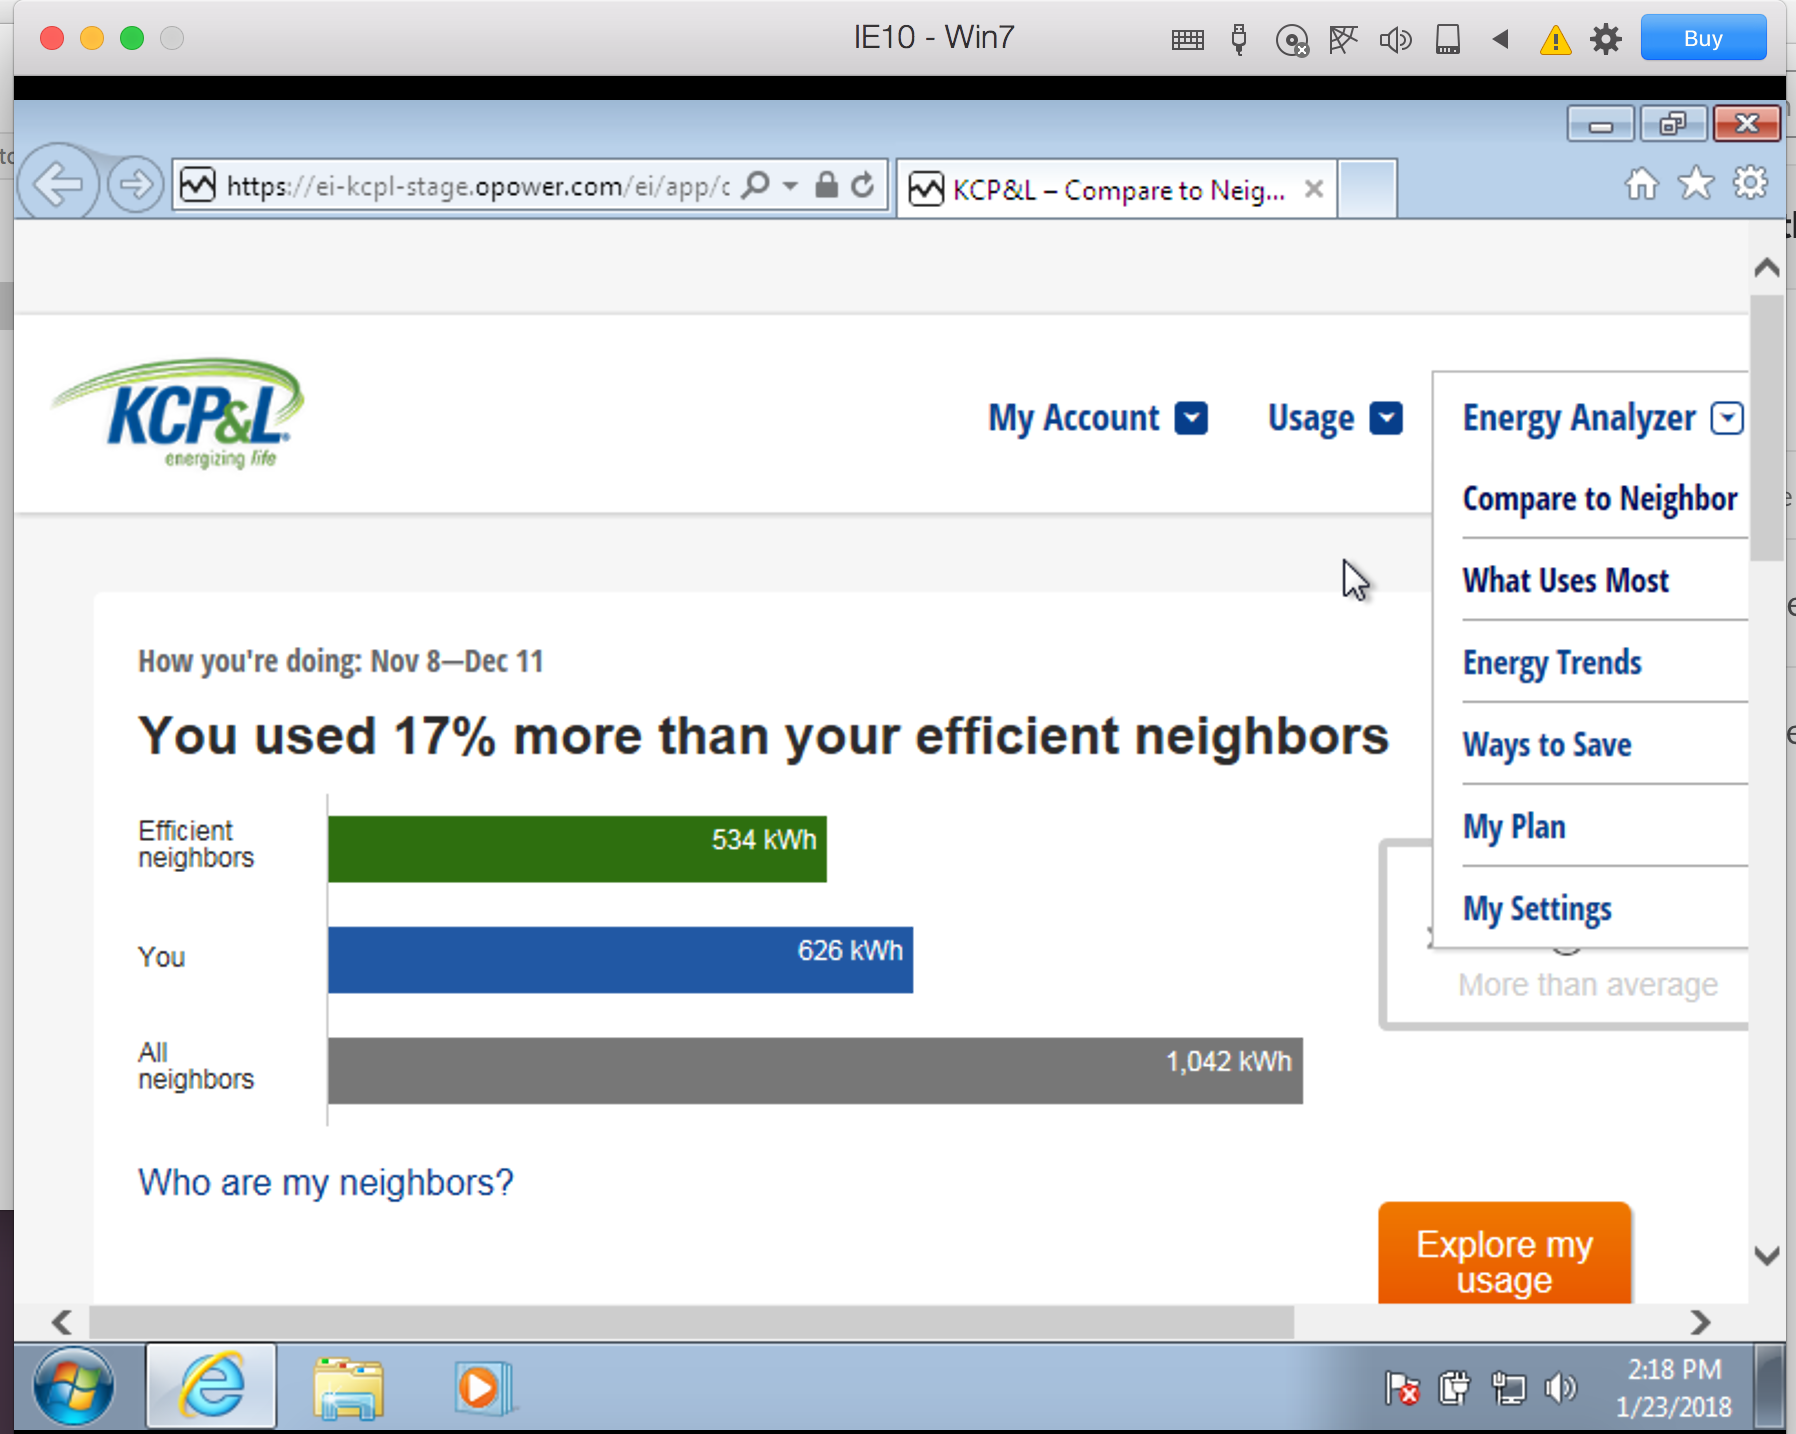 IE10 - Win7
Buy
https://ei-kcpl-stage.opower.com/ei/app/c
KCP&L – Compare to Neig...
KCP&L
energizing life
My Account
Usage
Energy Analyzer
Compare to Neighbor
What Uses Most
Energy Trends
Ways to Save
My Plan
My Settings
How you're doing: Nov 8—Dec 11
You used 17% more than your efficient neighbors
Efficient
neighbors
534 kWh
You
626 kWh
All
neighbors
1,042 kWh
More than average
Who are my neighbors?
Explore my
usage
2:18 PM
1/23/2018